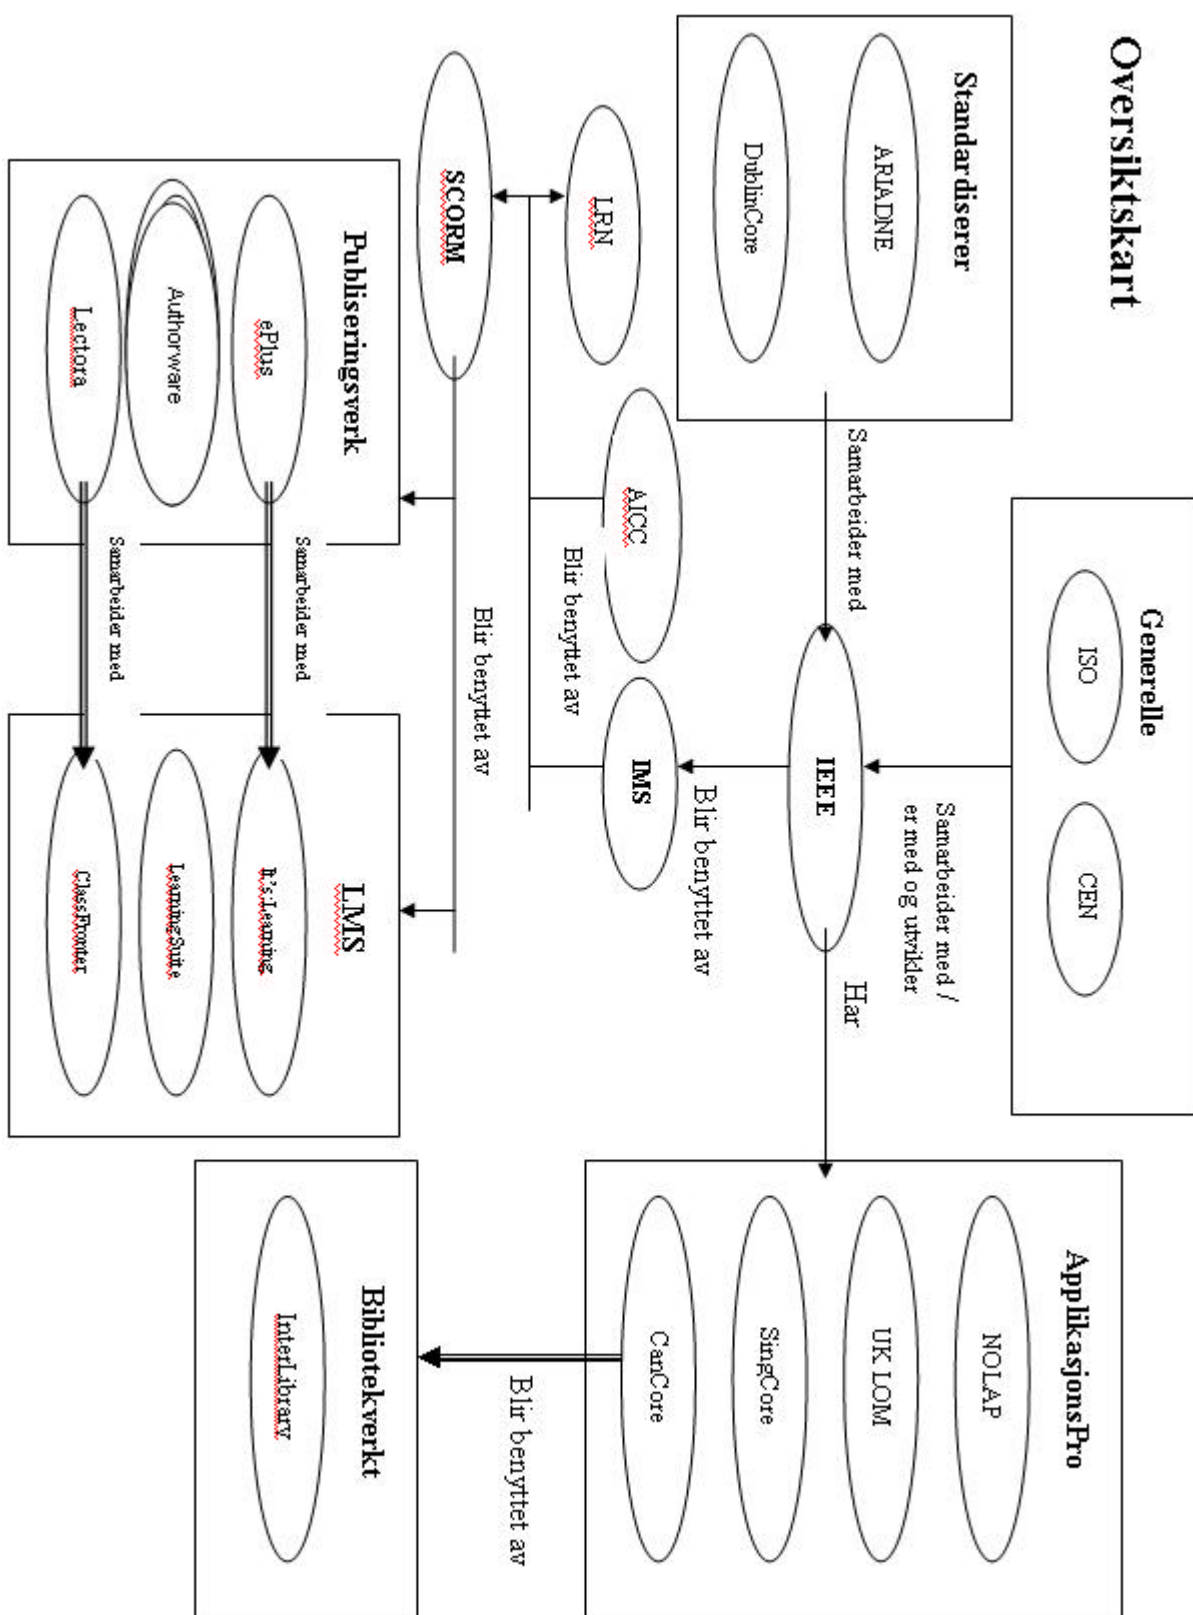 Oversiktskart
Standardiserer
ARIADNE
DublinCore
Samarbeider med
Generelle
ISO
CEN
Samarbeider med /
er med og utvikler
IEEE
Har
ApplikasjonsPro
NOLAP
UK LOM
SingCore
CanCore
LRN
AICC
IMS
Blir benyttet av
Blir benyttet av
SCORM
Blir benyttet av
Blir benyttet av
Publiseringsverk
ePlus
Authorware
Lectora
Samarbeider med
Samarbeider med
LMS
It's:Learning
LearningSuite
ClassFronter
Bibliotekverkt
InterLibrary